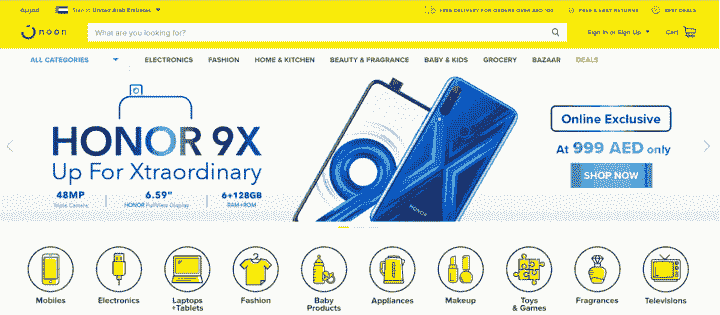 العربية
Ship to United Arab Emirates
FREE DELIVERY FOR ORDERS OVER AED 100
FREE & EASY RETURNS
BEST DEALS
noon
What are you looking for?
Sign In or Sign Up
Cart
ALL CATEGORIES
ELECTRONICS
FASHION
HOME & KITCHEN
BEAUTY & FRAGRANCE
BABY & KIDS
GROCERY
BAZAAR
DEALS
HONOR 9X
Up For Xtraordinary
48MP
6.59"
6+128GB
Triple Camera
HONOR FullView Display
RAM+ROM
HONOR
Online Exclusive
At 999 AED only
SHOP NOW
Mobiles
Electronics
Laptops
+Tablets
Fashion
Baby
Products
Appliances
Makeup
Toys
& Games
Fragrances
Televisions